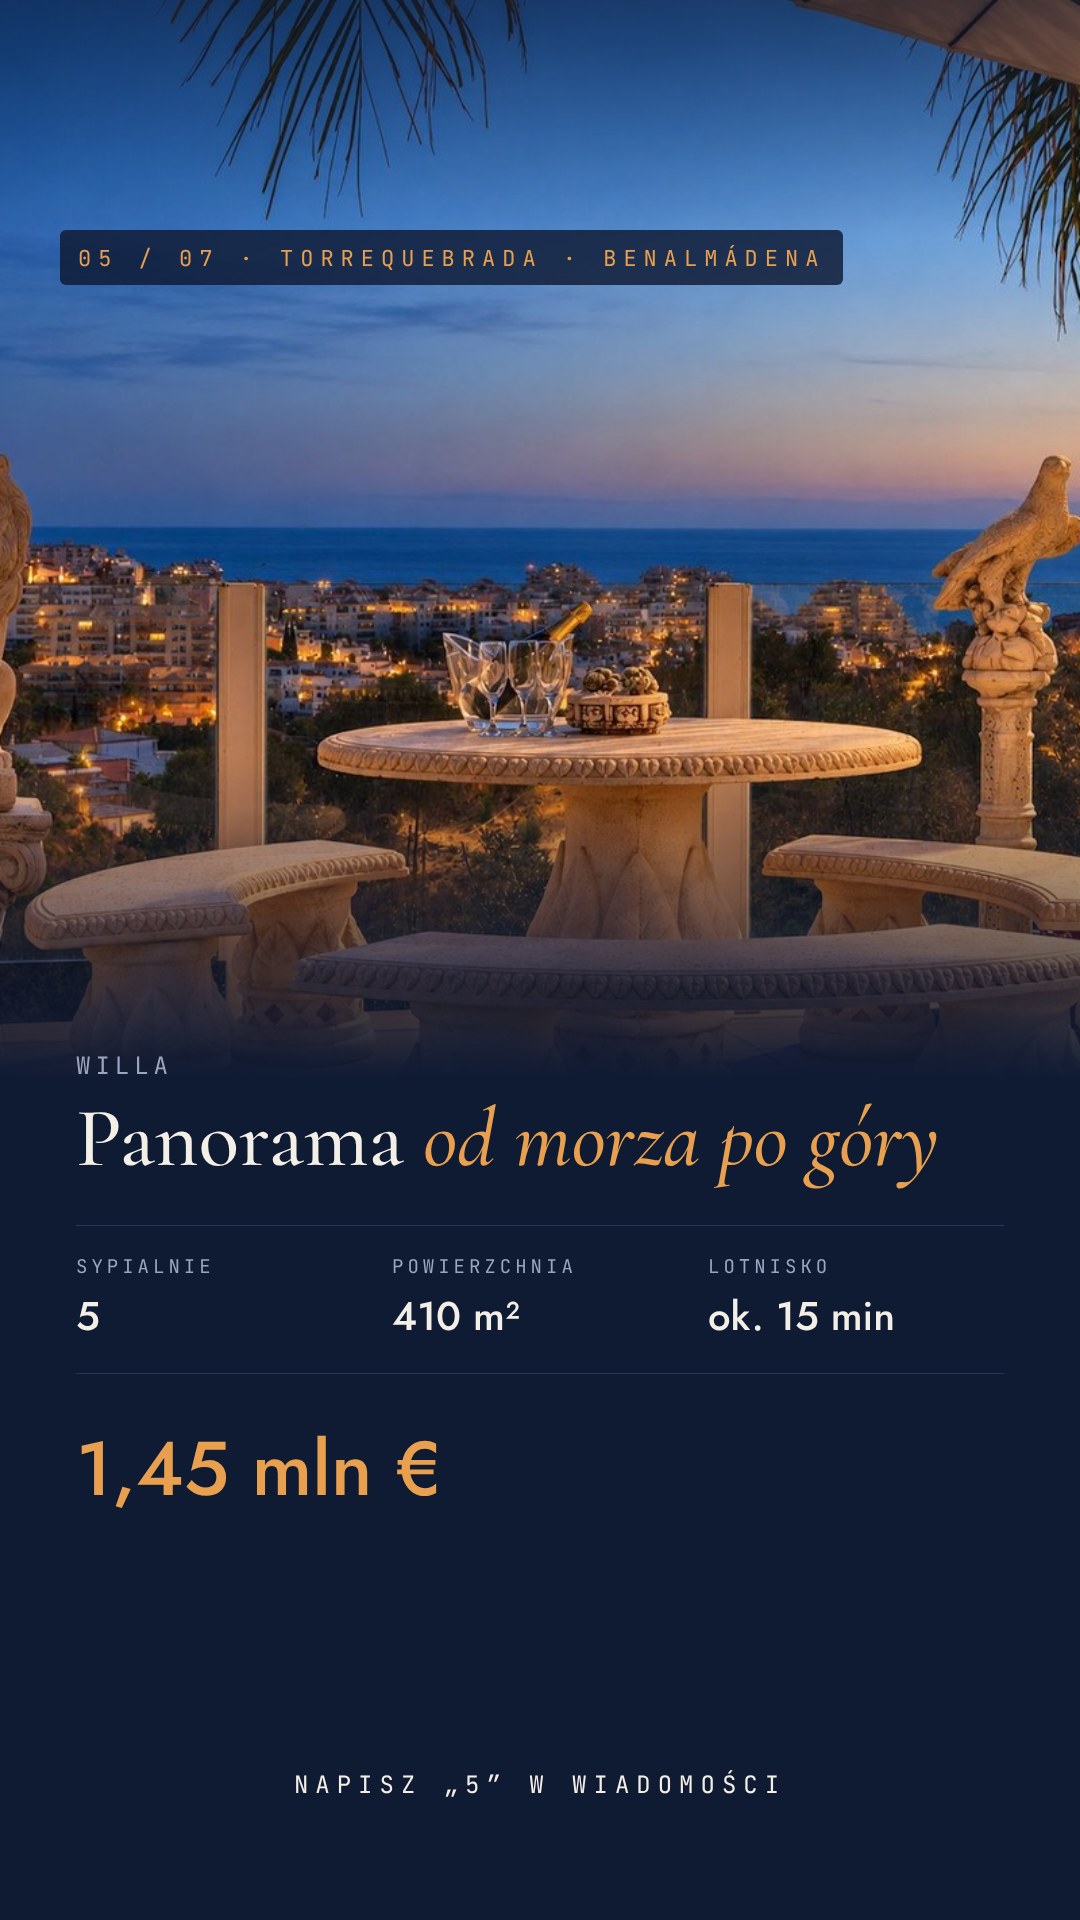 05 / 07 · TORREQUEBRADA · BENALMÁDENA
WILLA
Panorama od morza po góry
SYPIALNIE POWIERZCHNIA LOTNISKO
5 410 m² ok. 15 min
1,45 mln €
NAPISZ „5” W WIADOMOŚCI